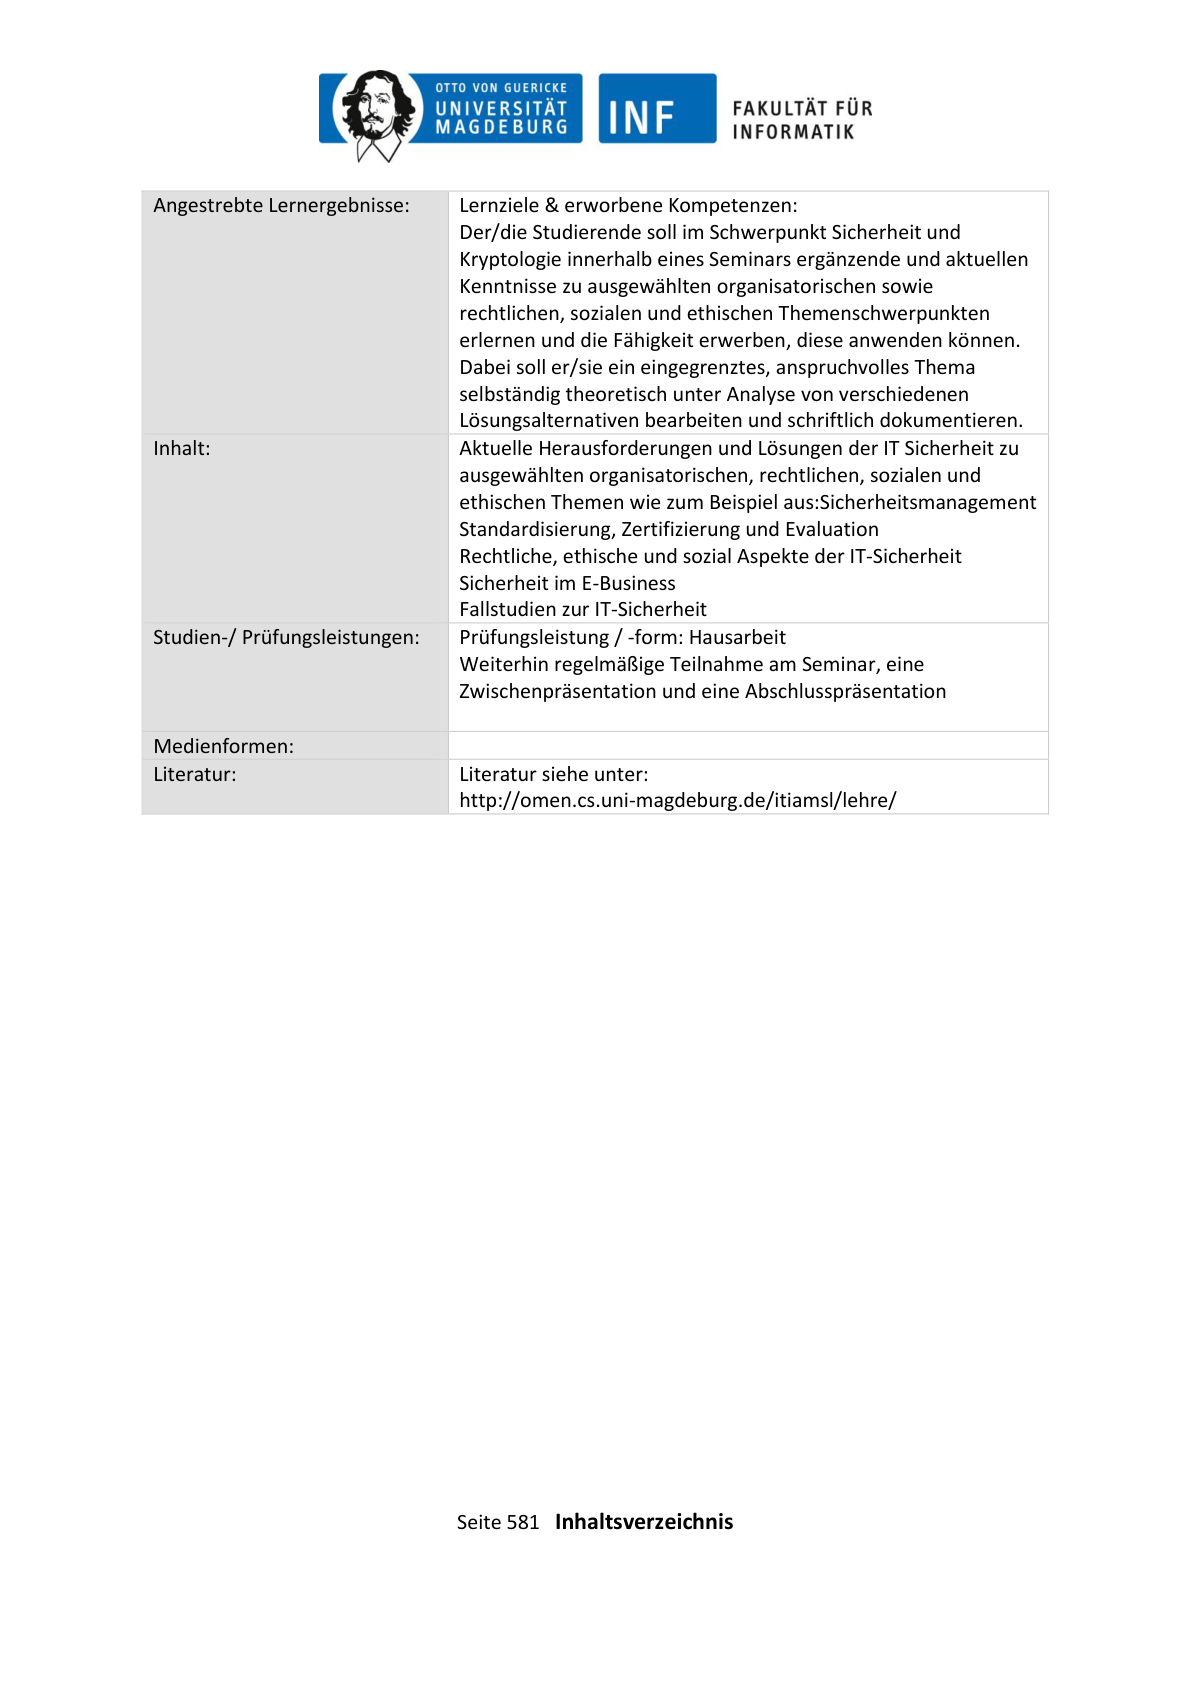 OTTO VON GUERICKE
UNIVERSITÄT
MAGDEBURG
INF
FAKULTÄT FÜR
INFORMATIK
Angestrebte Lernergebnisse:
Lernziele & erworbene Kompetenzen:
Der/die Studierende soll im Schwerpunkt Sicherheit und
Kryptologie innerhalb eines Seminars ergänzende und aktuellen
Kenntnisse zu ausgewählten organisatorischen sowie
rechtlichen, sozialen und ethischen Themenschwerpunkten
erlernen und die Fähigkeit erwerben, diese anwenden können.
Dabei soll er/sie ein eingegrenztes, anspruchvolles Thema
selbständig theoretisch unter Analyse von verschiedenen
Lösungsalternativen bearbeiten und schriftlich dokumentieren.
Inhalt:
Aktuelle Herausforderungen und Lösungen der IT Sicherheit zu
ausgewählten organisatorischen, rechtlichen, sozialen und
ethischen Themen wie zum Beispiel aus:Sicherheitsmanagement
Standardisierung, Zertifizierung und Evaluation
Rechtliche, ethische und sozial Aspekte der IT-Sicherheit
Sicherheit im E-Business
Fallstudien zur IT-Sicherheit
Studien-/ Prüfungsleistungen:
Prüfungsleistung / -form: Hausarbeit
Weiterhin regelmäßige Teilnahme am Seminar, eine
Zwischenpräsentation und eine Abschlusspräsentation
Medienformen:
Literatur:
Literatur siehe unter:
http://omen.cs.uni-magdeburg.de/itiamsl/lehre/
Seite 581 Inhaltsverzeichnis